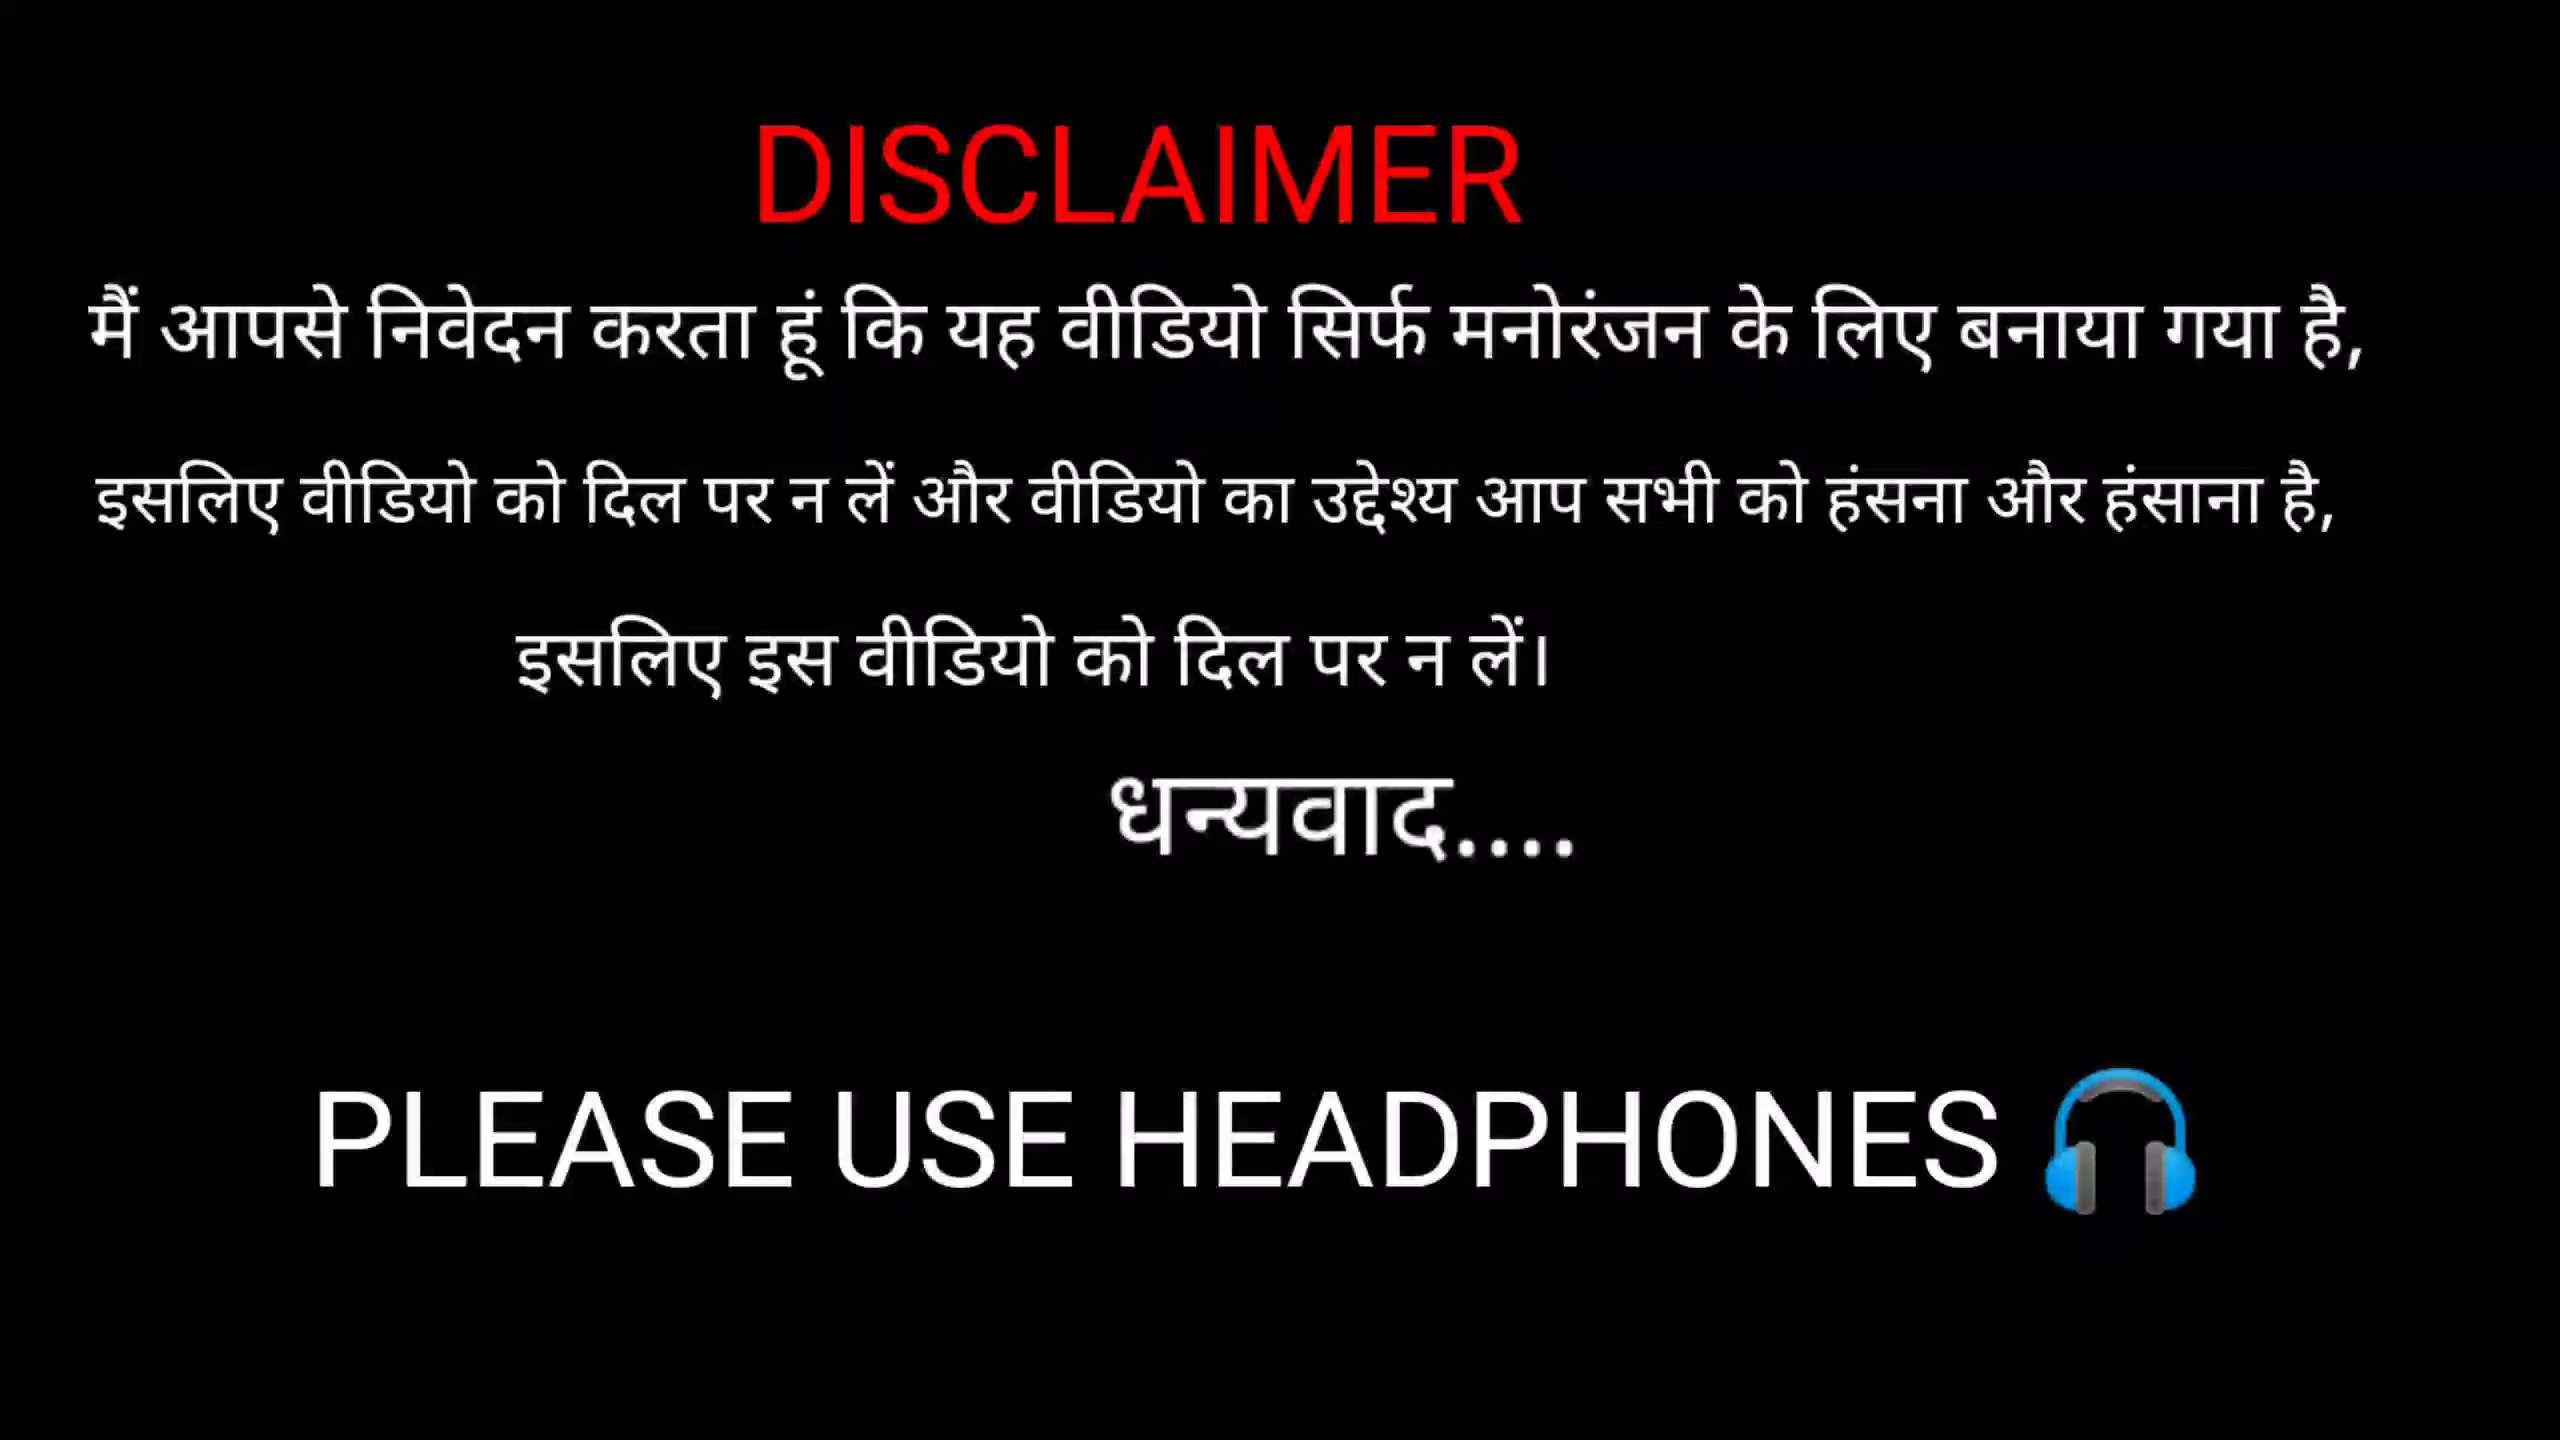 DISCLAIMER
मैं आपसे निवेदन करता हूं कि यह वीडियो सिर्फ मनोरंजन के लिए बनाया गया है,
इसलिए वीडियो को दिल पर न लें और वीडियो का उद्देश्य आप सभी को हंसना और हंसाना है,
इसलिए इस वीडियो को दिल पर न लें।
धन्यवाद....
PLEASE USE HEADPHONES 🎧